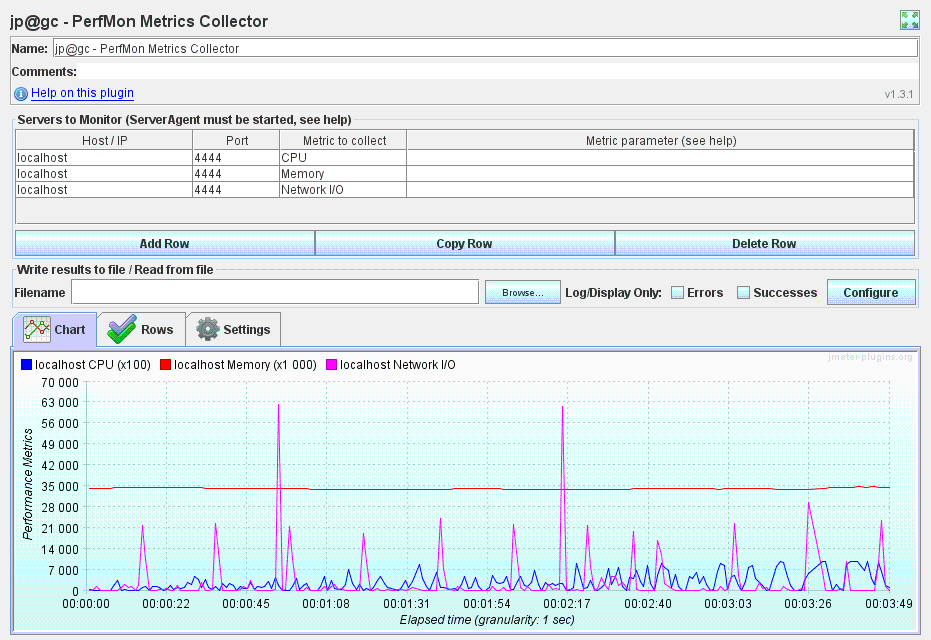 jp@gc - PerfMon Metrics Collector
Name: jp@gc - PerfMon Metrics Collector
Comments:
Help on this plugin
v1.3.1
Servers to Monitor (ServerAgent must be started, see help)
Host / IP Port Metric to collect Metric parameter (see help)
localhost 4444 CPU
localhost 4444 Memory
localhost 4444 Network I/O
Add Row Copy Row Delete Row
Write results to file / Read from file
Filename Browse... Log/Display Only: Errors Successes Configure
Chart Rows Settings
jmeter-plugins.org
localhost CPU (x100) localhost Memory (x1 000) localhost Network I/O
Performance Metrics
70 000
63 000
56 000
49 000
42 000
35 000
28 000
21 000
14 000
7 000
0
00:00:00 00:00:22 00:00:45 00:01:08 00:01:31 00:01:54 00:02:17 00:02:40 00:03:03 00:03:26 00:03:49
Elapsed time (granularity: 1 sec)